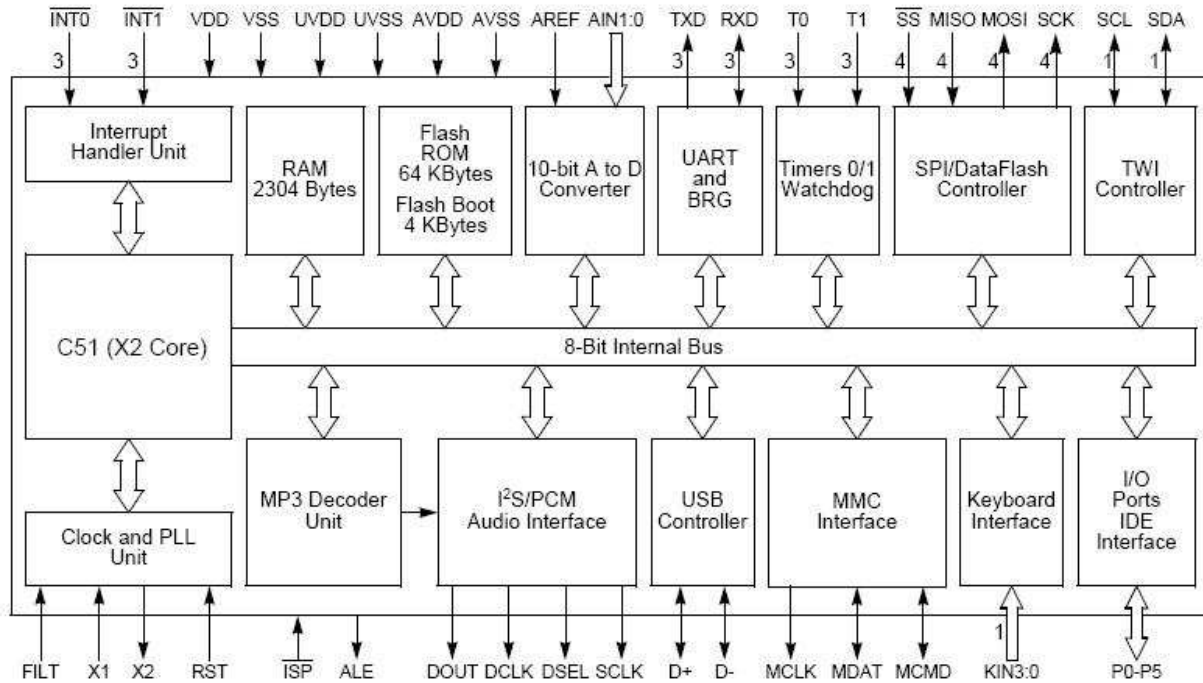 INT0 INT1 VDD VSS UVDD UVSS AVDD AVSS AREF AIN1:0 TXD RXD T0 T1 SS MISO MOSI SCK SCL SDA
3 3 3 3 3 3 4 4 4 4 1 1
Interrupt
Handler Unit
RAM
2304 Bytes
Flash
ROM
64 KBytes
Flash Boot
4 KBytes
10-bit A to D
Converter
UART
and
BRG
Timers 0/1
Watchdog
SPI/DataFlash
Controller
TWI
Controller
C51 (X2 Core)
8-Bit Internal Bus
Clock and PLL
Unit
MP3 Decoder
Unit
I²S/PCM
Audio Interface
USB
Controller
MMC
Interface
Keyboard
Interface
I/O
Ports
IDE
Interface
1
FILT X1 X2 RST ISP ALE DOUT DCLK DSEL SCLK D+ D- MCLK MDAT MCMD KIN3:0 P0-P5